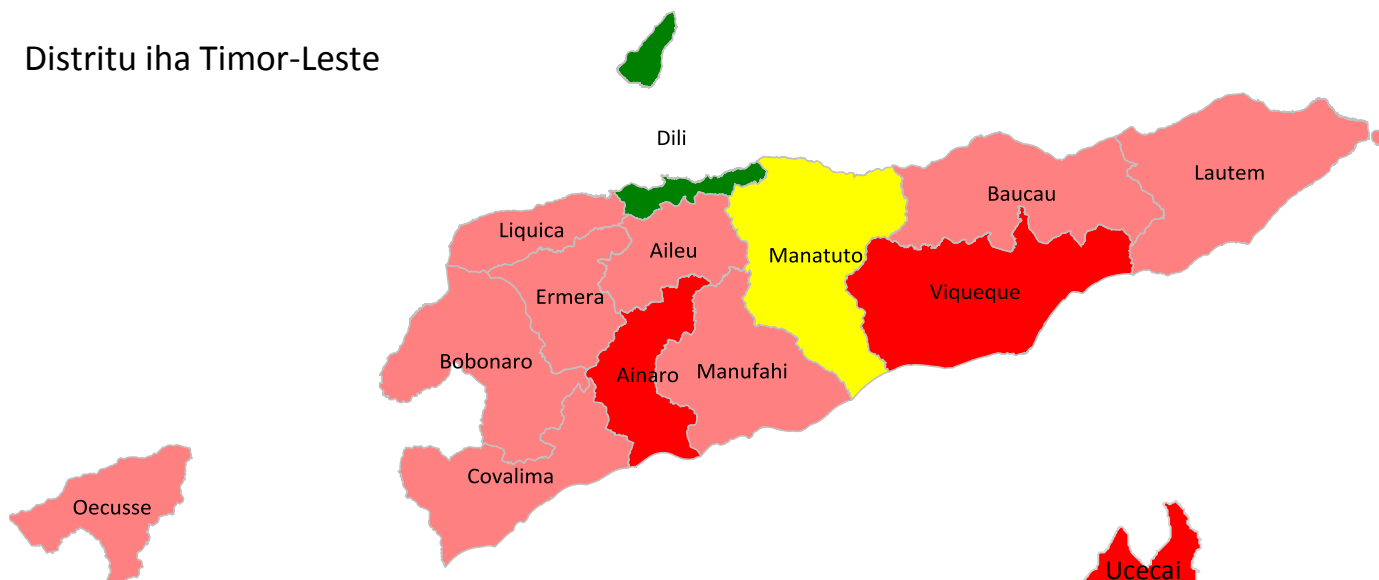 Distritu iha Timor-Leste
Dili
Lautem
Baucau
Liquica
Aileu
Manatuto
Viqueque
Ermera
Bobonaro
Ainaro
Manufahi
Covalima
Oecusse
Ucecai